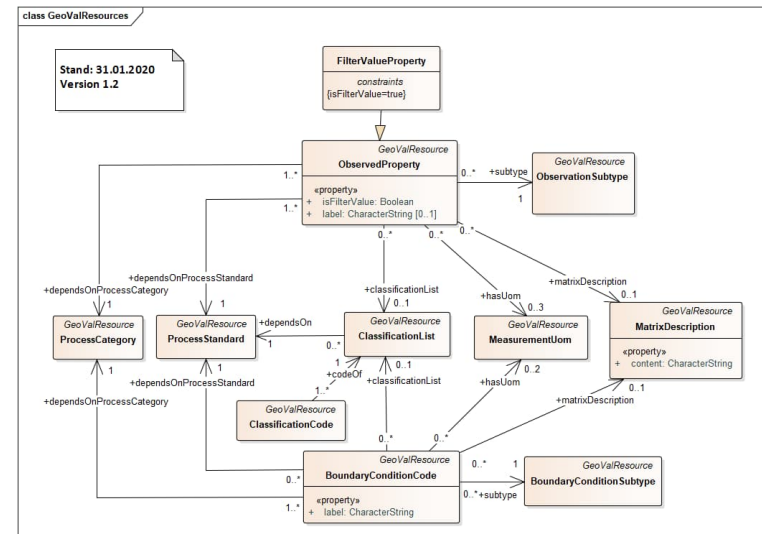 class GeoValResources
Stand: 31.01.2020
Version 1.2
FilterValueProperty
constraints
{isFilterValue=true}
GeoValResource
ObservedProperty
«property»
+ isFilterValue: Boolean
+ label: CharacterString [0..1]
1..*
1..*
0..*
+subtype
1
GeoValResource
ObservationSubtype
0..*
0..*
0..*
+dependsOnProcessCategory
1
+dependsOnProcessStandard
1
+classificationList
0..1
+hasUom
0..3
+matrixDescription
0..1
GeoValResource
ProcessCategory
GeoValResource
ProcessStandard
+dependsOn
1
0..*
GeoValResource
ClassificationList
GeoValResource
MeasurementUom
GeoValResource
MatrixDescription
«property»
+ content: CharacterString
1
+dependsOnProcessCategory
1
+dependsOnProcessStandard
1
+codeOf
1..*
0..1
+classificationList
0..2
+hasUom
0..1
+matrixDescription
GeoValResource
ClassificationCode
0..*
0..*
GeoValResource
BoundaryConditionCode
«property»
+ label: CharacterString
0..*
1..*
0..*
1
0..*
+subtype
GeoValResource
BoundaryConditionSubtype